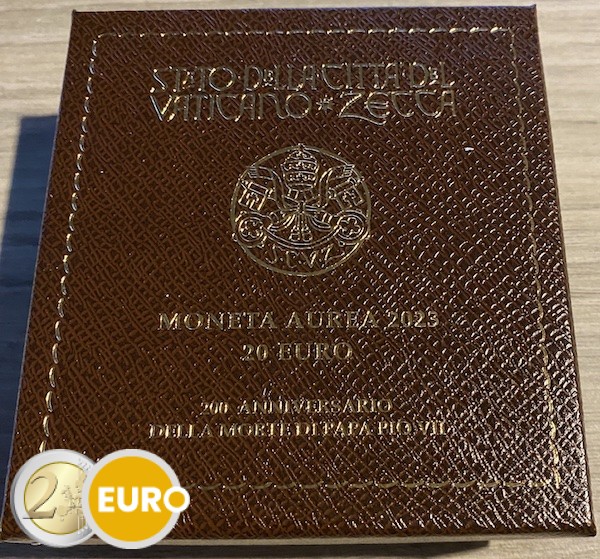 STATO DELLA CITTÀ DEL
VATICANO * ZECCA
S.C.V.Z.
MONETA AUREA 2023
20 EURO
200 ANNIVERSARIO
DELLA MORTE DI PAPA PIO VII
2 EURO